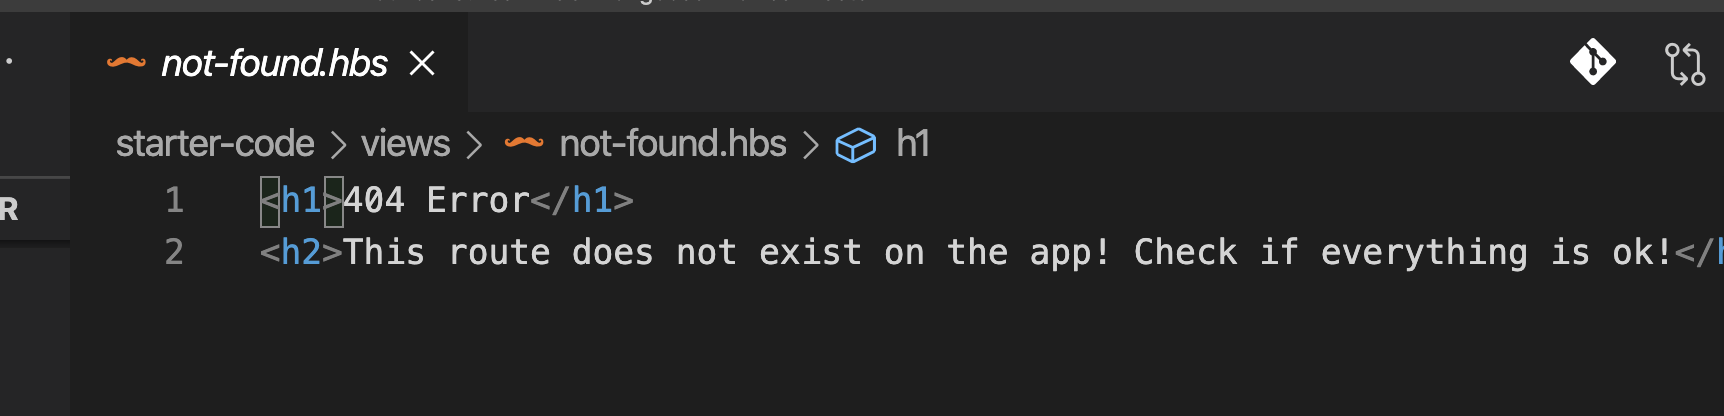 not-found.hbs
starter-code > views > not-found.hbs > h1
R
1 <h1>404 Error</h1>
2 <h2>This route does not exist on the app! Check if everything is ok!</h